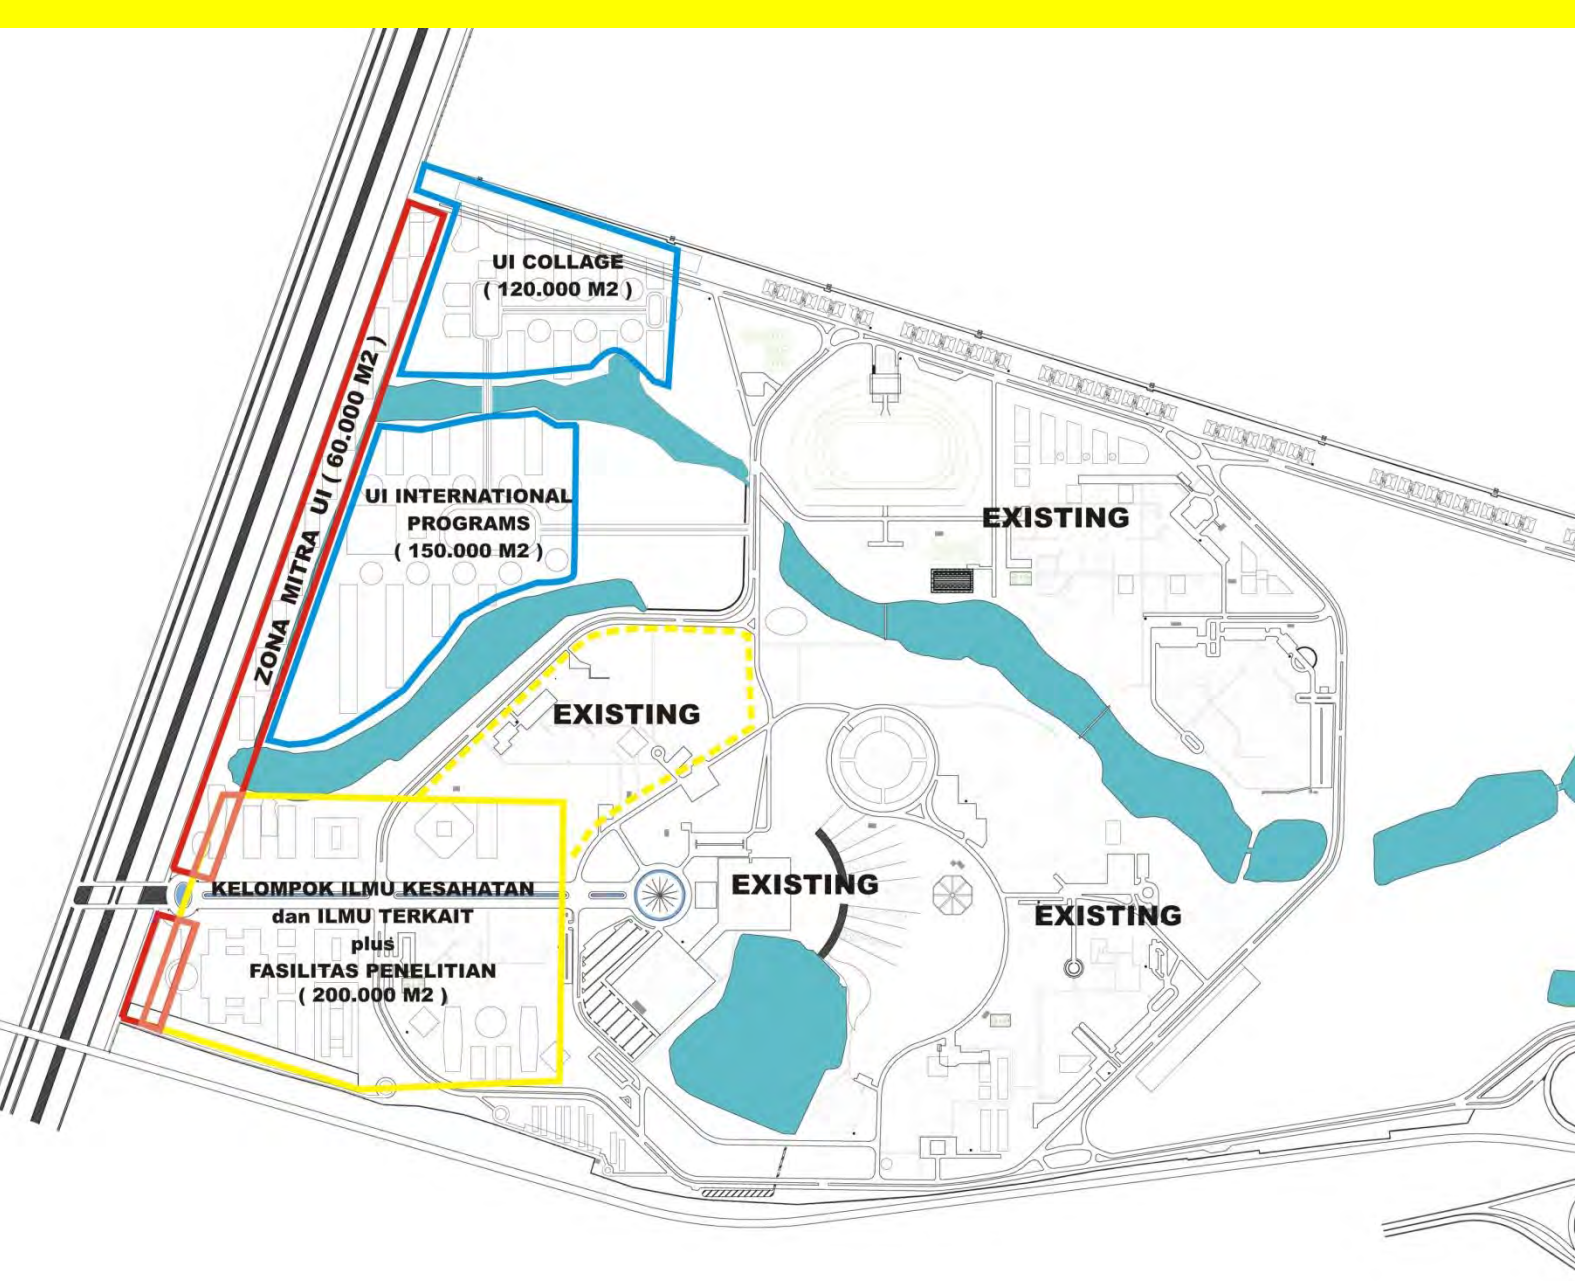 UI COLLAGE
( 120.000 M2 )
ZONA MITRA UI ( 60.000 M2 )
UI INTERNATIONAL
PROGRAMS
( 150.000 M2 )
EXISTING
EXISTING
EXISTING
EXISTING
KELOMPOK ILMU KESAHATAN
dan ILMU TERKAIT
plus
FASILITAS PENELITIAN
( 200.000 M2 )